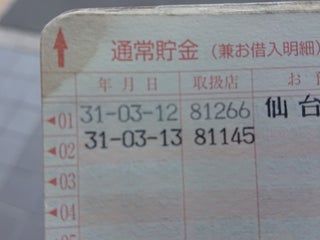 通常貯金(兼お借入明細)
年月日 取扱店 お
◀01 31-03-12 81266 仙台
◀02 31-03-13 81145
◀03
◀04